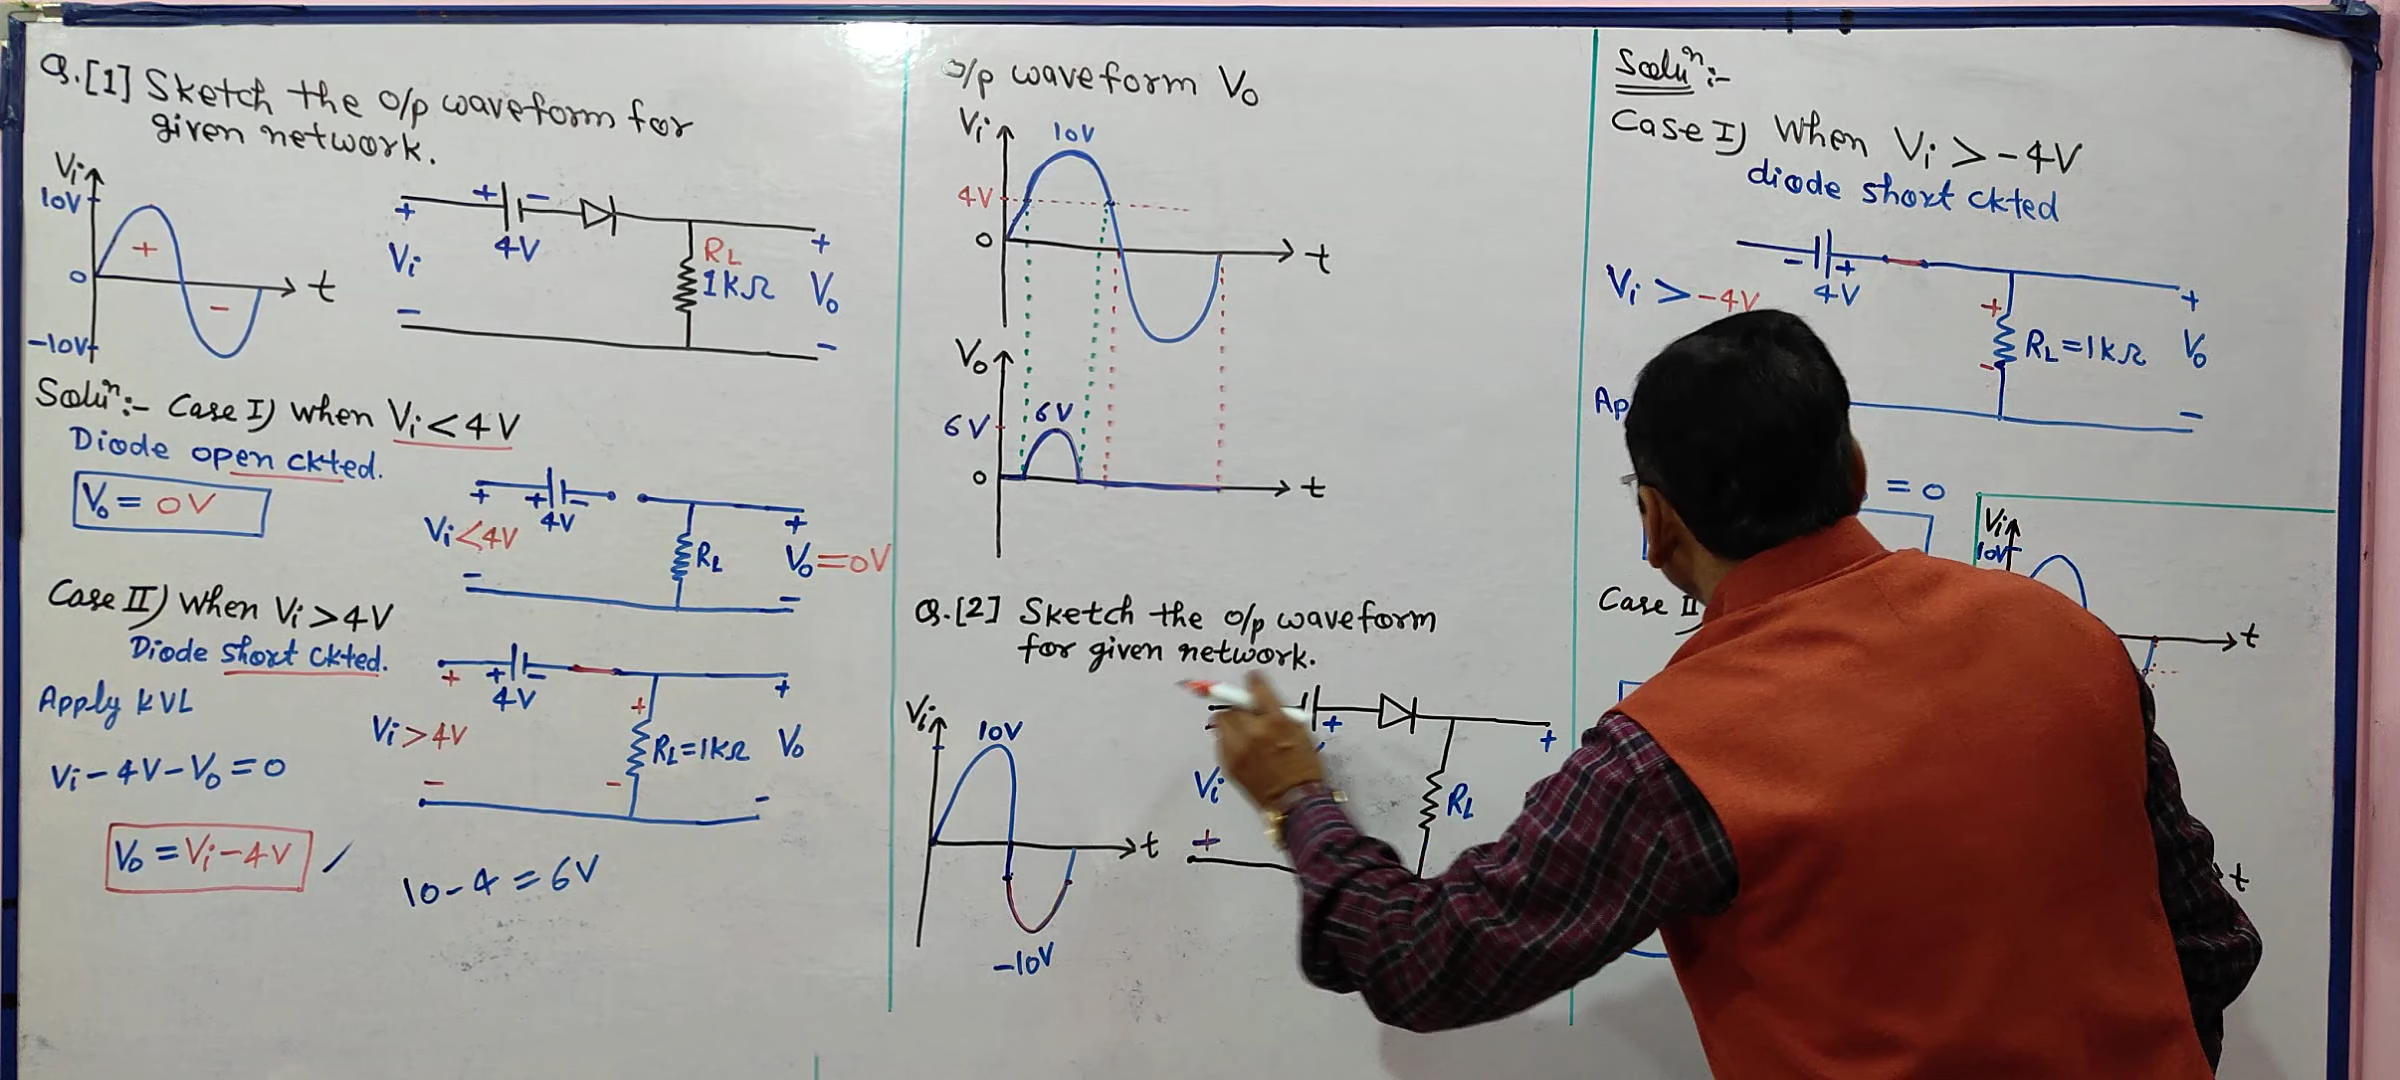 Q.[1] Sketch the o/p waveform for
given network.
Vi
10V
+
0
-
t
-10V
+ -
4V
+
Vi
-
RL
1kΩ
+
Vo
-
Soluⁿ:- Case I) when Vi < 4V
Diode open ckted.
Vo = 0V
+
+ -
4V
Vi<4V
-
RL
+
Vo=0V
-
Case II) when Vi > 4V
Diode short ckted.
Apply KVL
Vi - 4V - Vo = 0
Vo = Vi - 4V
10 - 4 = 6V
+
+ -
4V
Vi>4V
-
+
RL=1kΩ
-
+
Vo
-
o/p waveform Vo
Vi
10V
4V
0
t
Vo
6V
6V
0
t
Q.[2] Sketch the o/p waveform
for given network.
Vi
10V
t
-10V
-
+
Vi
+
RL
+
Soluⁿ:-
Case I) When Vi > -4V
diode short ckted
- +
4V
Vi > -4V
+
RL=1kΩ
-
+
Vo
-
Ap
= 0
Vi
10V
t
Case II
t